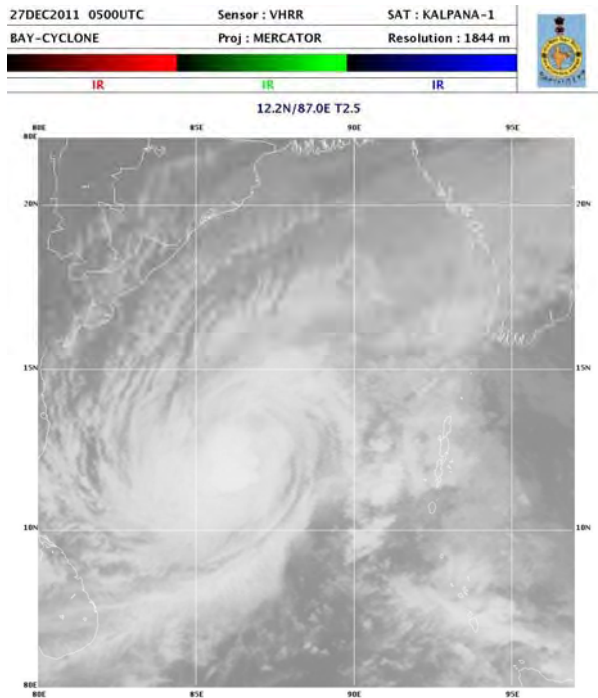 27DEC2011 0500UTC Sensor : VHRR SAT : KALPANA-1
BAY-CYCLONE Proj : MERCATOR Resolution : 1844 m
IR IR IR
12.2N/87.0E T2.5
80E 85E 90E 95E
80E
20N 20N
15N 15N
10N 10N
80E 85E 90E 95E